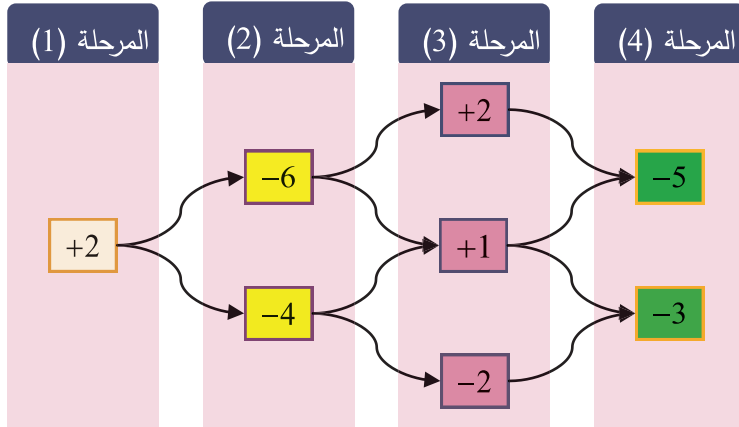 المرحلة (1)
المرحلة (2)
المرحلة (3)
المرحلة (4)
+2
−6
−4
+2
+1
−2
−5
−3